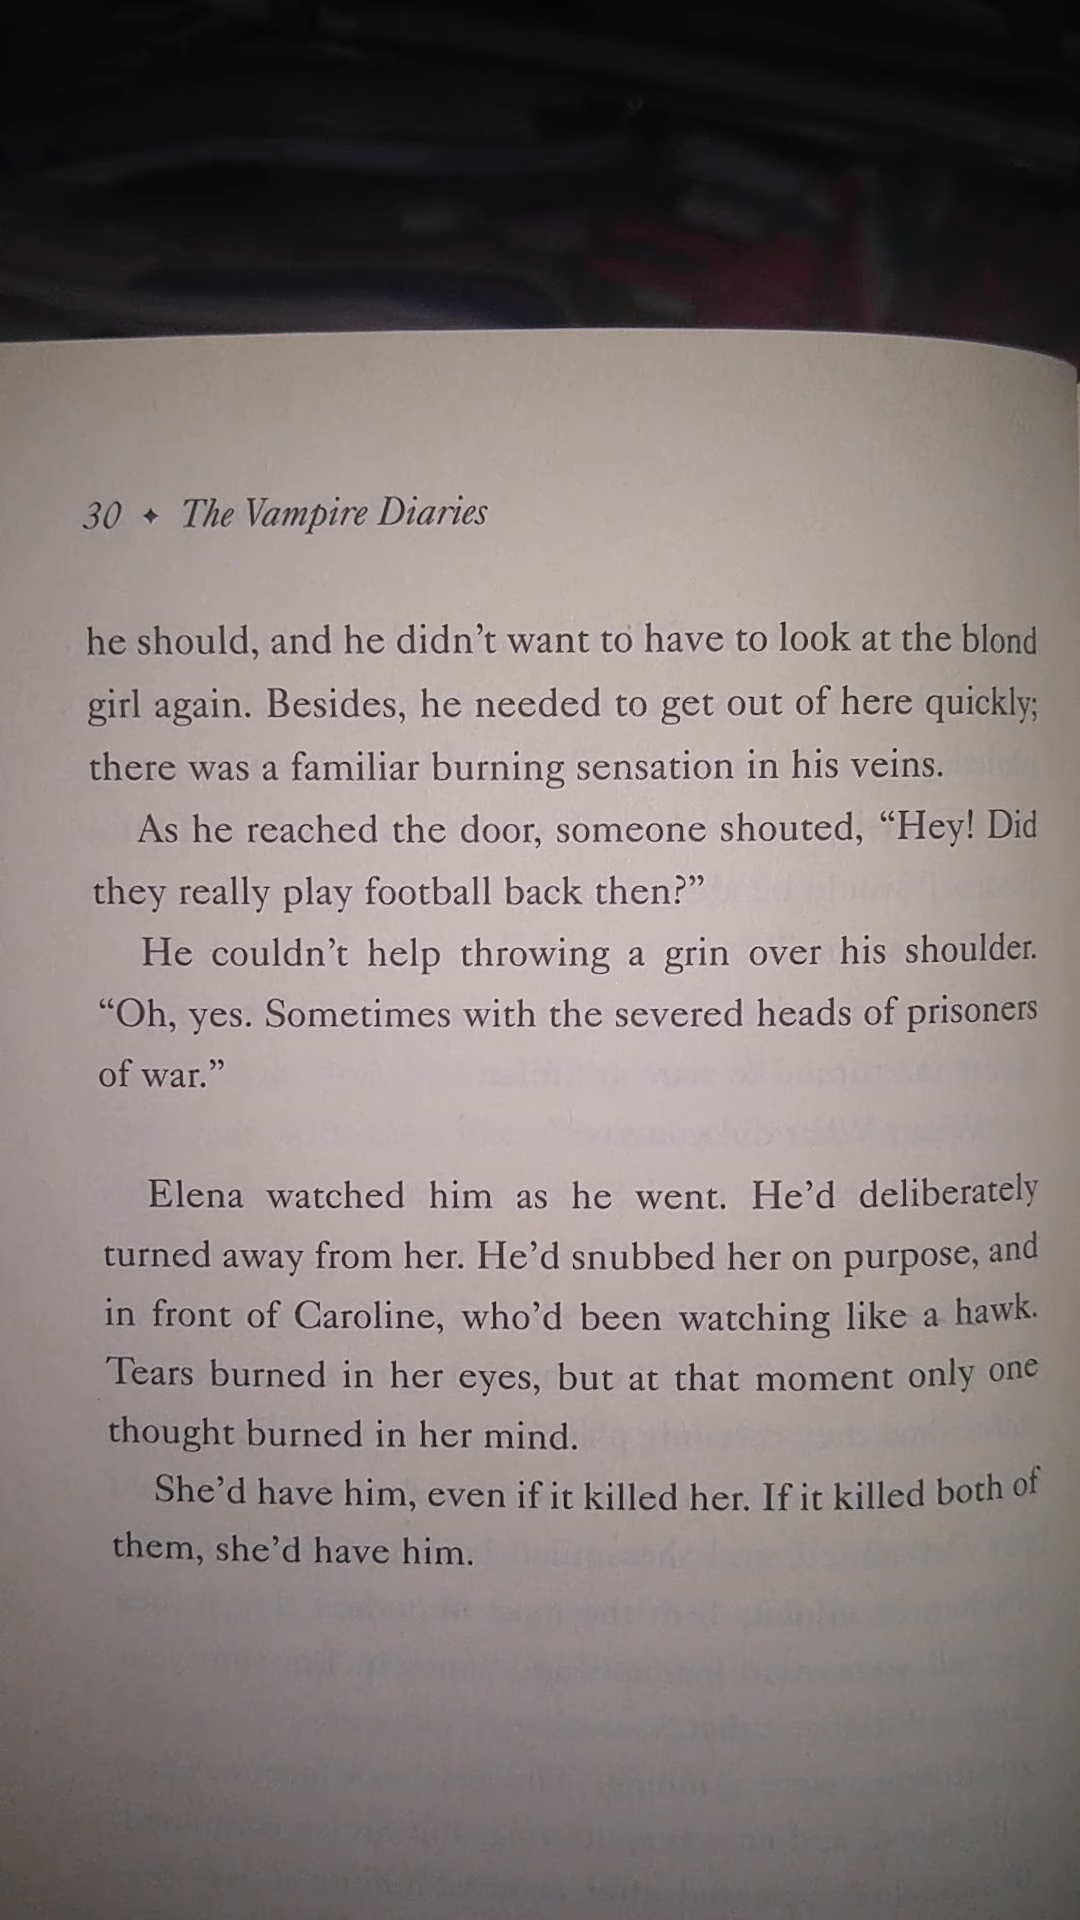 30 ✦ The Vampire Diaries
he should, and he didn’t want to have to look at the blond
girl again. Besides, he needed to get out of here quickly;
there was a familiar burning sensation in his veins.
As he reached the door, someone shouted, “Hey! Did
they really play football back then?”
He couldn’t help throwing a grin over his shoulder.
“Oh, yes. Sometimes with the severed heads of prisoners
of war.”
Elena watched him as he went. He’d deliberately
turned away from her. He’d snubbed her on purpose, and
in front of Caroline, who’d been watching like a hawk.
Tears burned in her eyes, but at that moment only one
thought burned in her mind.
She’d have him, even if it killed her. If it killed both of
them, she’d have him.